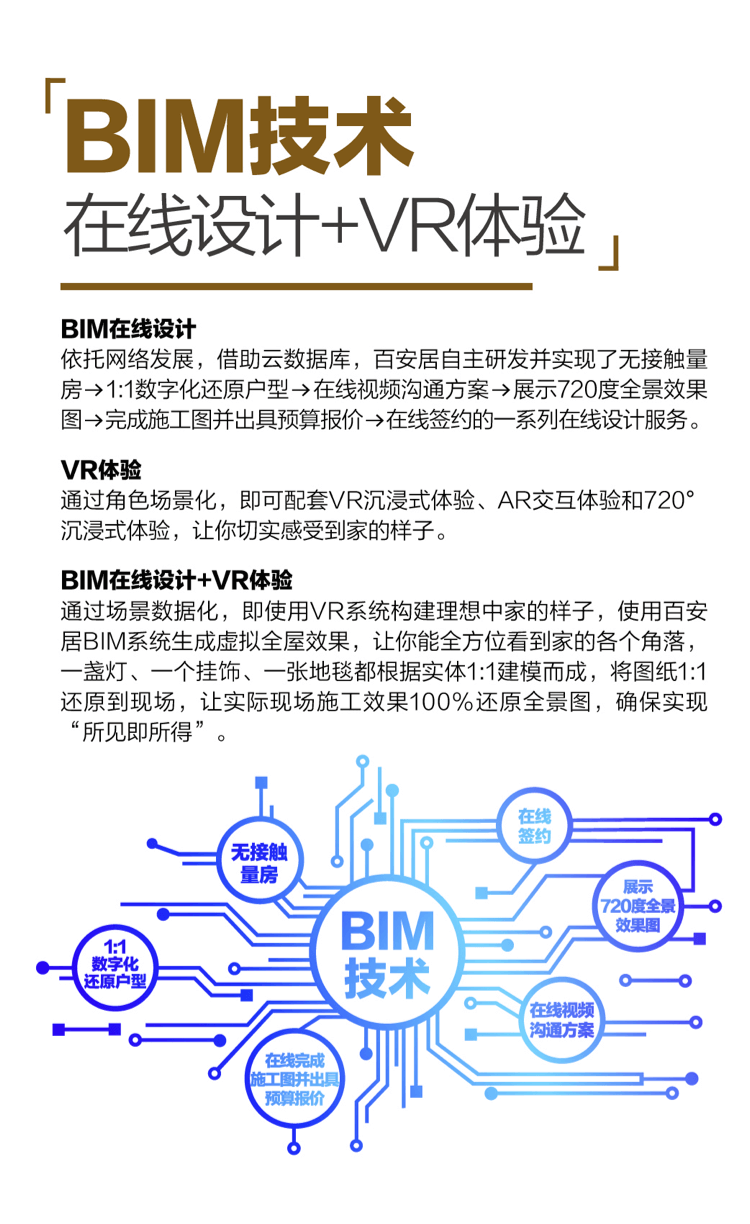 「BIM技术
在线设计+VR体验」
BIM在线设计
依托网络发展，借助云数据库，百安居自主研发并实现了无接触量
房→1:1数字化还原户型→在线视频沟通方案→展示720度全景效果
图→完成施工图并出具预算报价→在线签约的一系列在线设计服务。
VR体验
通过角色场景化，即可配套VR沉浸式体验、AR交互体验和720°
沉浸式体验，让你切实感受到家的样子。
BIM在线设计+VR体验
通过场景数据化，即使用VR系统构建理想中家的样子，使用百安
居BIM系统生成虚拟全屋效果，让你能全方位看到家的各个角落，
一盏灯、一个挂饰、一张地毯都根据实体1:1建模而成，将图纸1:1
还原到现场，让实际现场施工效果100%还原全景图，确保实现
“所见即所得”。
无接触
量房
在线
签约
展示
720度全景
效果图
BIM
技术
1:1
数字化
还原户型
在线视频
沟通方案
在线完成
施工图并出具
预算报价